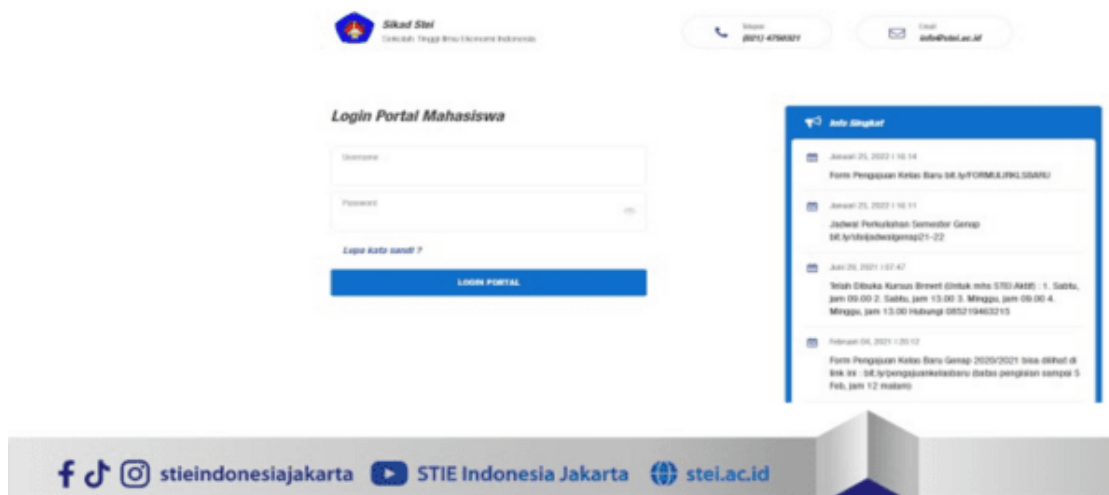 Sikad Stei
Sekolah Tinggi Ilmu Ekonomi Indonesia
Telepon
(021) 4750321
Email
info@stei.ac.id
Login Portal Mahasiswa
Username
Password
Lupa kata sandi ?
LOGIN PORTAL
Info Singkat
Januari 25, 2022 | 16:14
Form Pengajuan Kelas Baru bit.ly/FORMULIRKLSBARU
Januari 25, 2022 | 16:11
Jadwal Perkuliahan Semester Genap
bit.ly/steijadwalgenap21-22
Juni 29, 2021 | 07:47
Telah Dibuka Kursus Brevet (Untuk mhs STEI Aktif) : 1. Sabtu,
jam 09.00 2. Sabtu, jam 13.00 3. Minggu, jam 09.00 4.
Minggu, jam 13.00 Hubungi 085219463215
Februari 04, 2021 | 20:12
Form Pengajuan Kelas Baru Genap 2020/2021 bisa dilihat di
link ini : bit.ly/pengajuankelasbaru (batas pengisian sampai 5
Feb, jam 12 malam)
stieindonesiajakarta STIE Indonesia Jakarta stei.ac.id